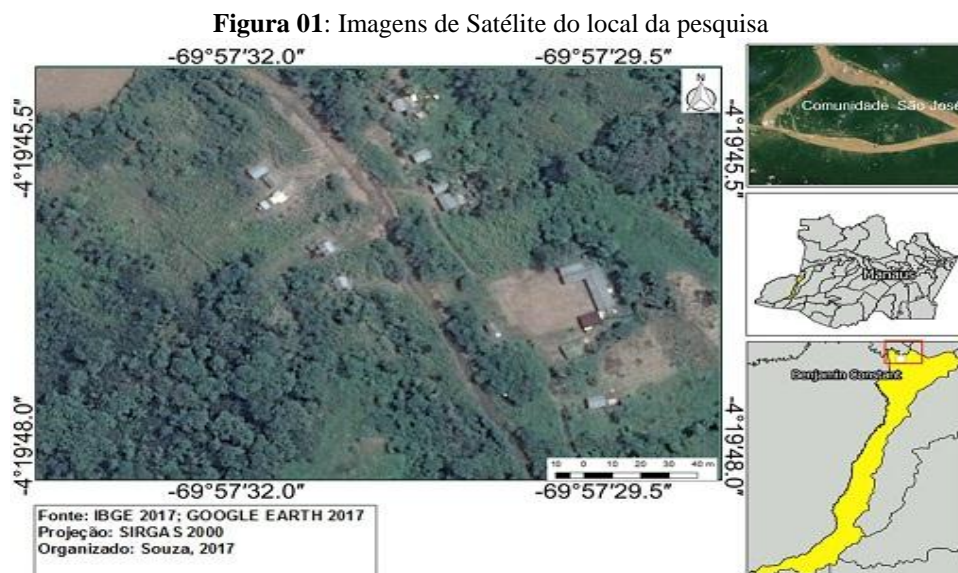 Figura 01: Imagens de Satélite do local da pesquisa
-69°57'32.0" -69°57'29.5"
-4°19'45.5"
-4°19'48.0"
N
-4°19'45.5"
-4°19'48.0"
10 0 10 20 30 40 m
-69°57'32.0" -69°57'29.5"
Comunidade São José
Manaus
Benjamin Constant
Fonte: IBGE 2017; GOOGLE EARTH 2017
Projeção: SIRGAS 2000
Organizado: Souza, 2017